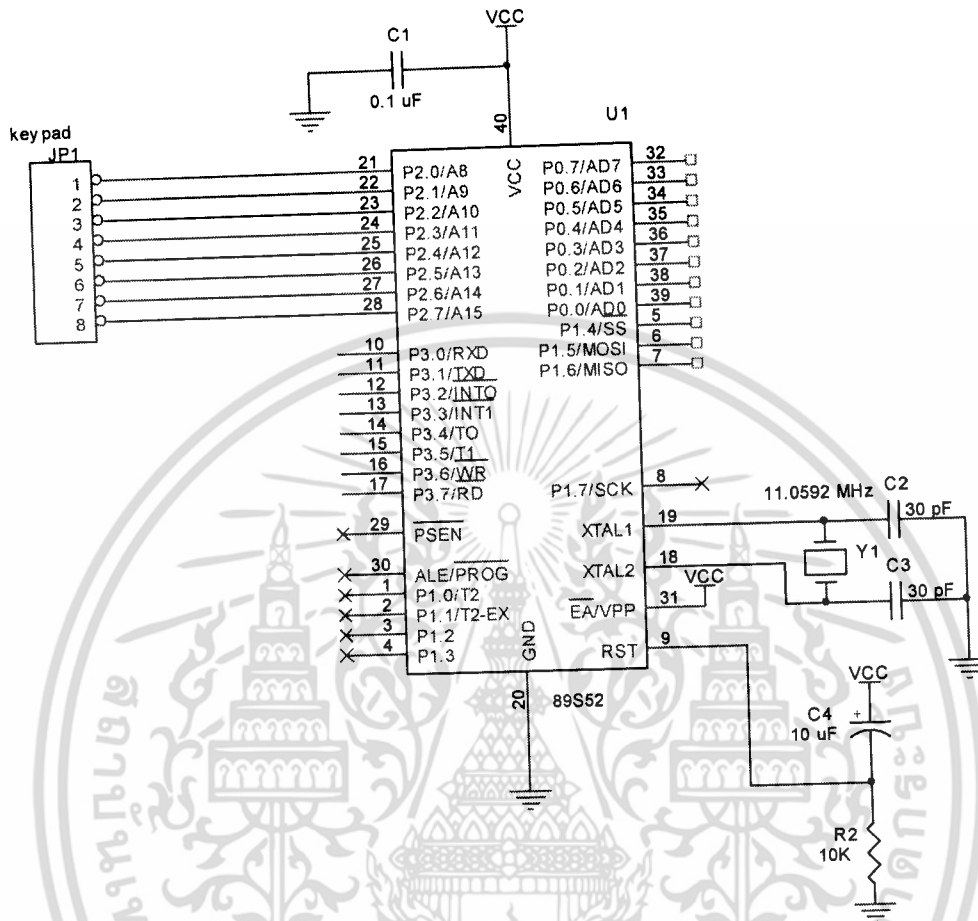 VCC
C1
0.1 uF
U1
40
VCC
key pad
JP1
1
2
3
4
5
6
7
8
21
22
23
24
25
26
27
28
P2.0/A8
P2.1/A9
P2.2/A10
P2.3/A11
P2.4/A12
P2.5/A13
P2.6/A14
P2.7/A15
10 P3.0/RXD
11 P3.1/TXD
12 P3.2/INTO
13 P3.3/INT1
14 P3.4/TO
15 P3.5/T1
16 P3.6/WR
17 P3.7/RD
29 PSEN
30 ALE/PROG
1 P1.0/T2
2 P1.1/T2-EX
3 P1.2
4 P1.3
P0.7/AD7 32
P0.6/AD6 33
P0.5/AD5 34
P0.4/AD4 35
P0.3/AD3 36
P0.2/AD2 37
P0.1/AD1 38
P0.0/AD0 39
P1.4/SS 5
P1.5/MOSI 6
P1.6/MISO 7
P1.7/SCK 8
XTAL1 19
XTAL2 18
EA/VPP 31
RST 9
GND
20
89S52
11.0592 MHz
Y1
C2
30 pF
C3
30 pF
VCC
VCC
C4
+
10 uF
R2
10K